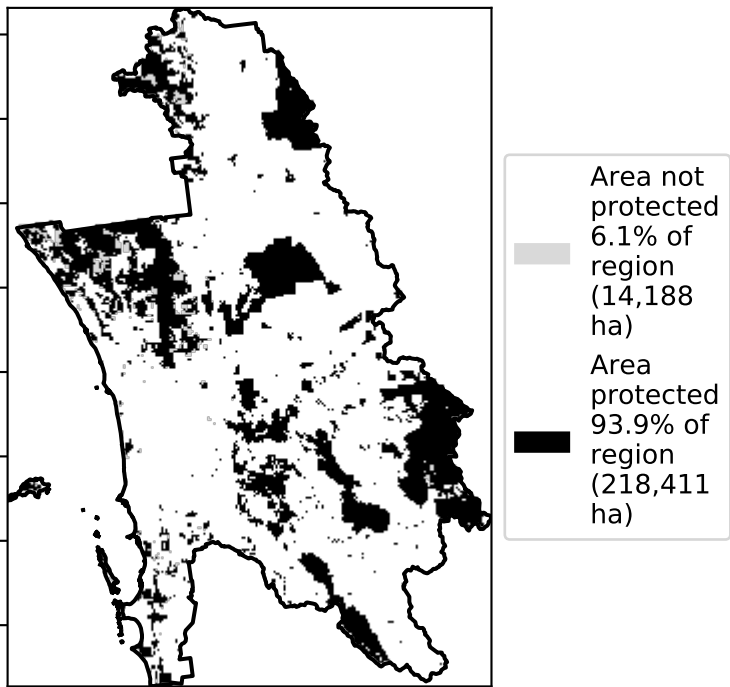 Area not
protected
6.1% of
region
(14,188
ha)
Area
protected
93.9% of
region
(218,411
ha)